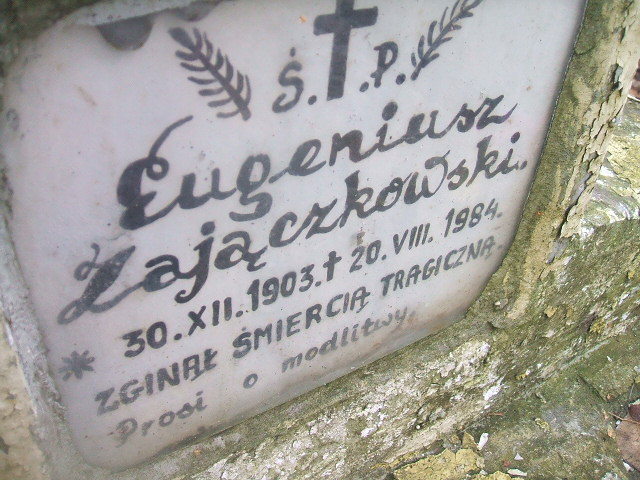 Ś. † P.
Eugeniusz
Zajączkowski.
* 30. XII. 1903. † 20. VIII. 1984.
ZGINĄŁ ŚMIERCIĄ TRAGICZNĄ.
Prosi o modlitwy.